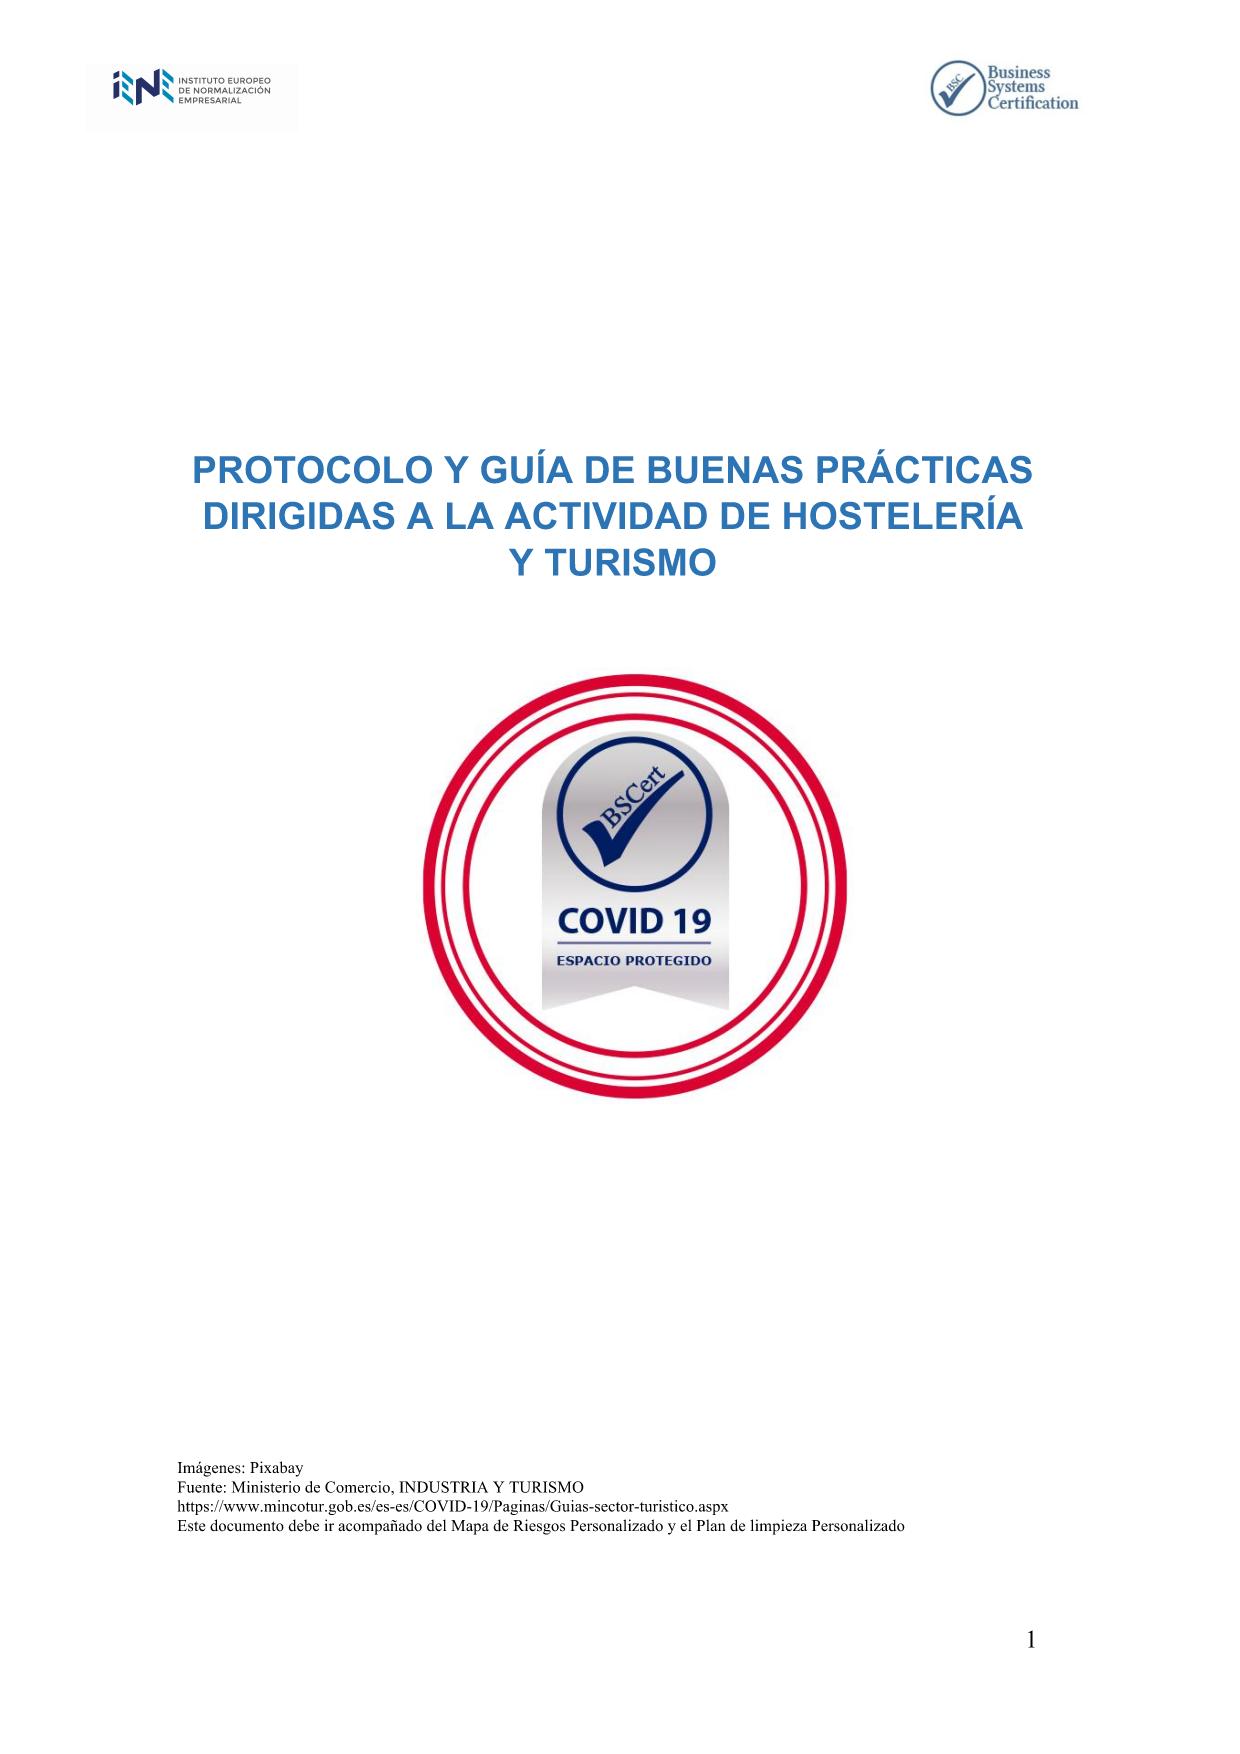 INSTITUTO EUROPEO
DE NORMALIZACIÓN
EMPRESARIAL
BSC
Business
Systems
Certification
PROTOCOLO Y GUÍA DE BUENAS PRÁCTICAS
DIRIGIDAS A LA ACTIVIDAD DE HOSTELERÍA
Y TURISMO
BSCert
COVID 19
ESPACIO PROTEGIDO
Imágenes: Pixabay
Fuente: Ministerio de Comercio, INDUSTRIA Y TURISMO
https://www.mincotur.gob.es/es-es/COVID-19/Paginas/Guias-sector-turistico.aspx
Este documento debe ir acompañado del Mapa de Riesgos Personalizado y el Plan de limpieza Personalizado
1